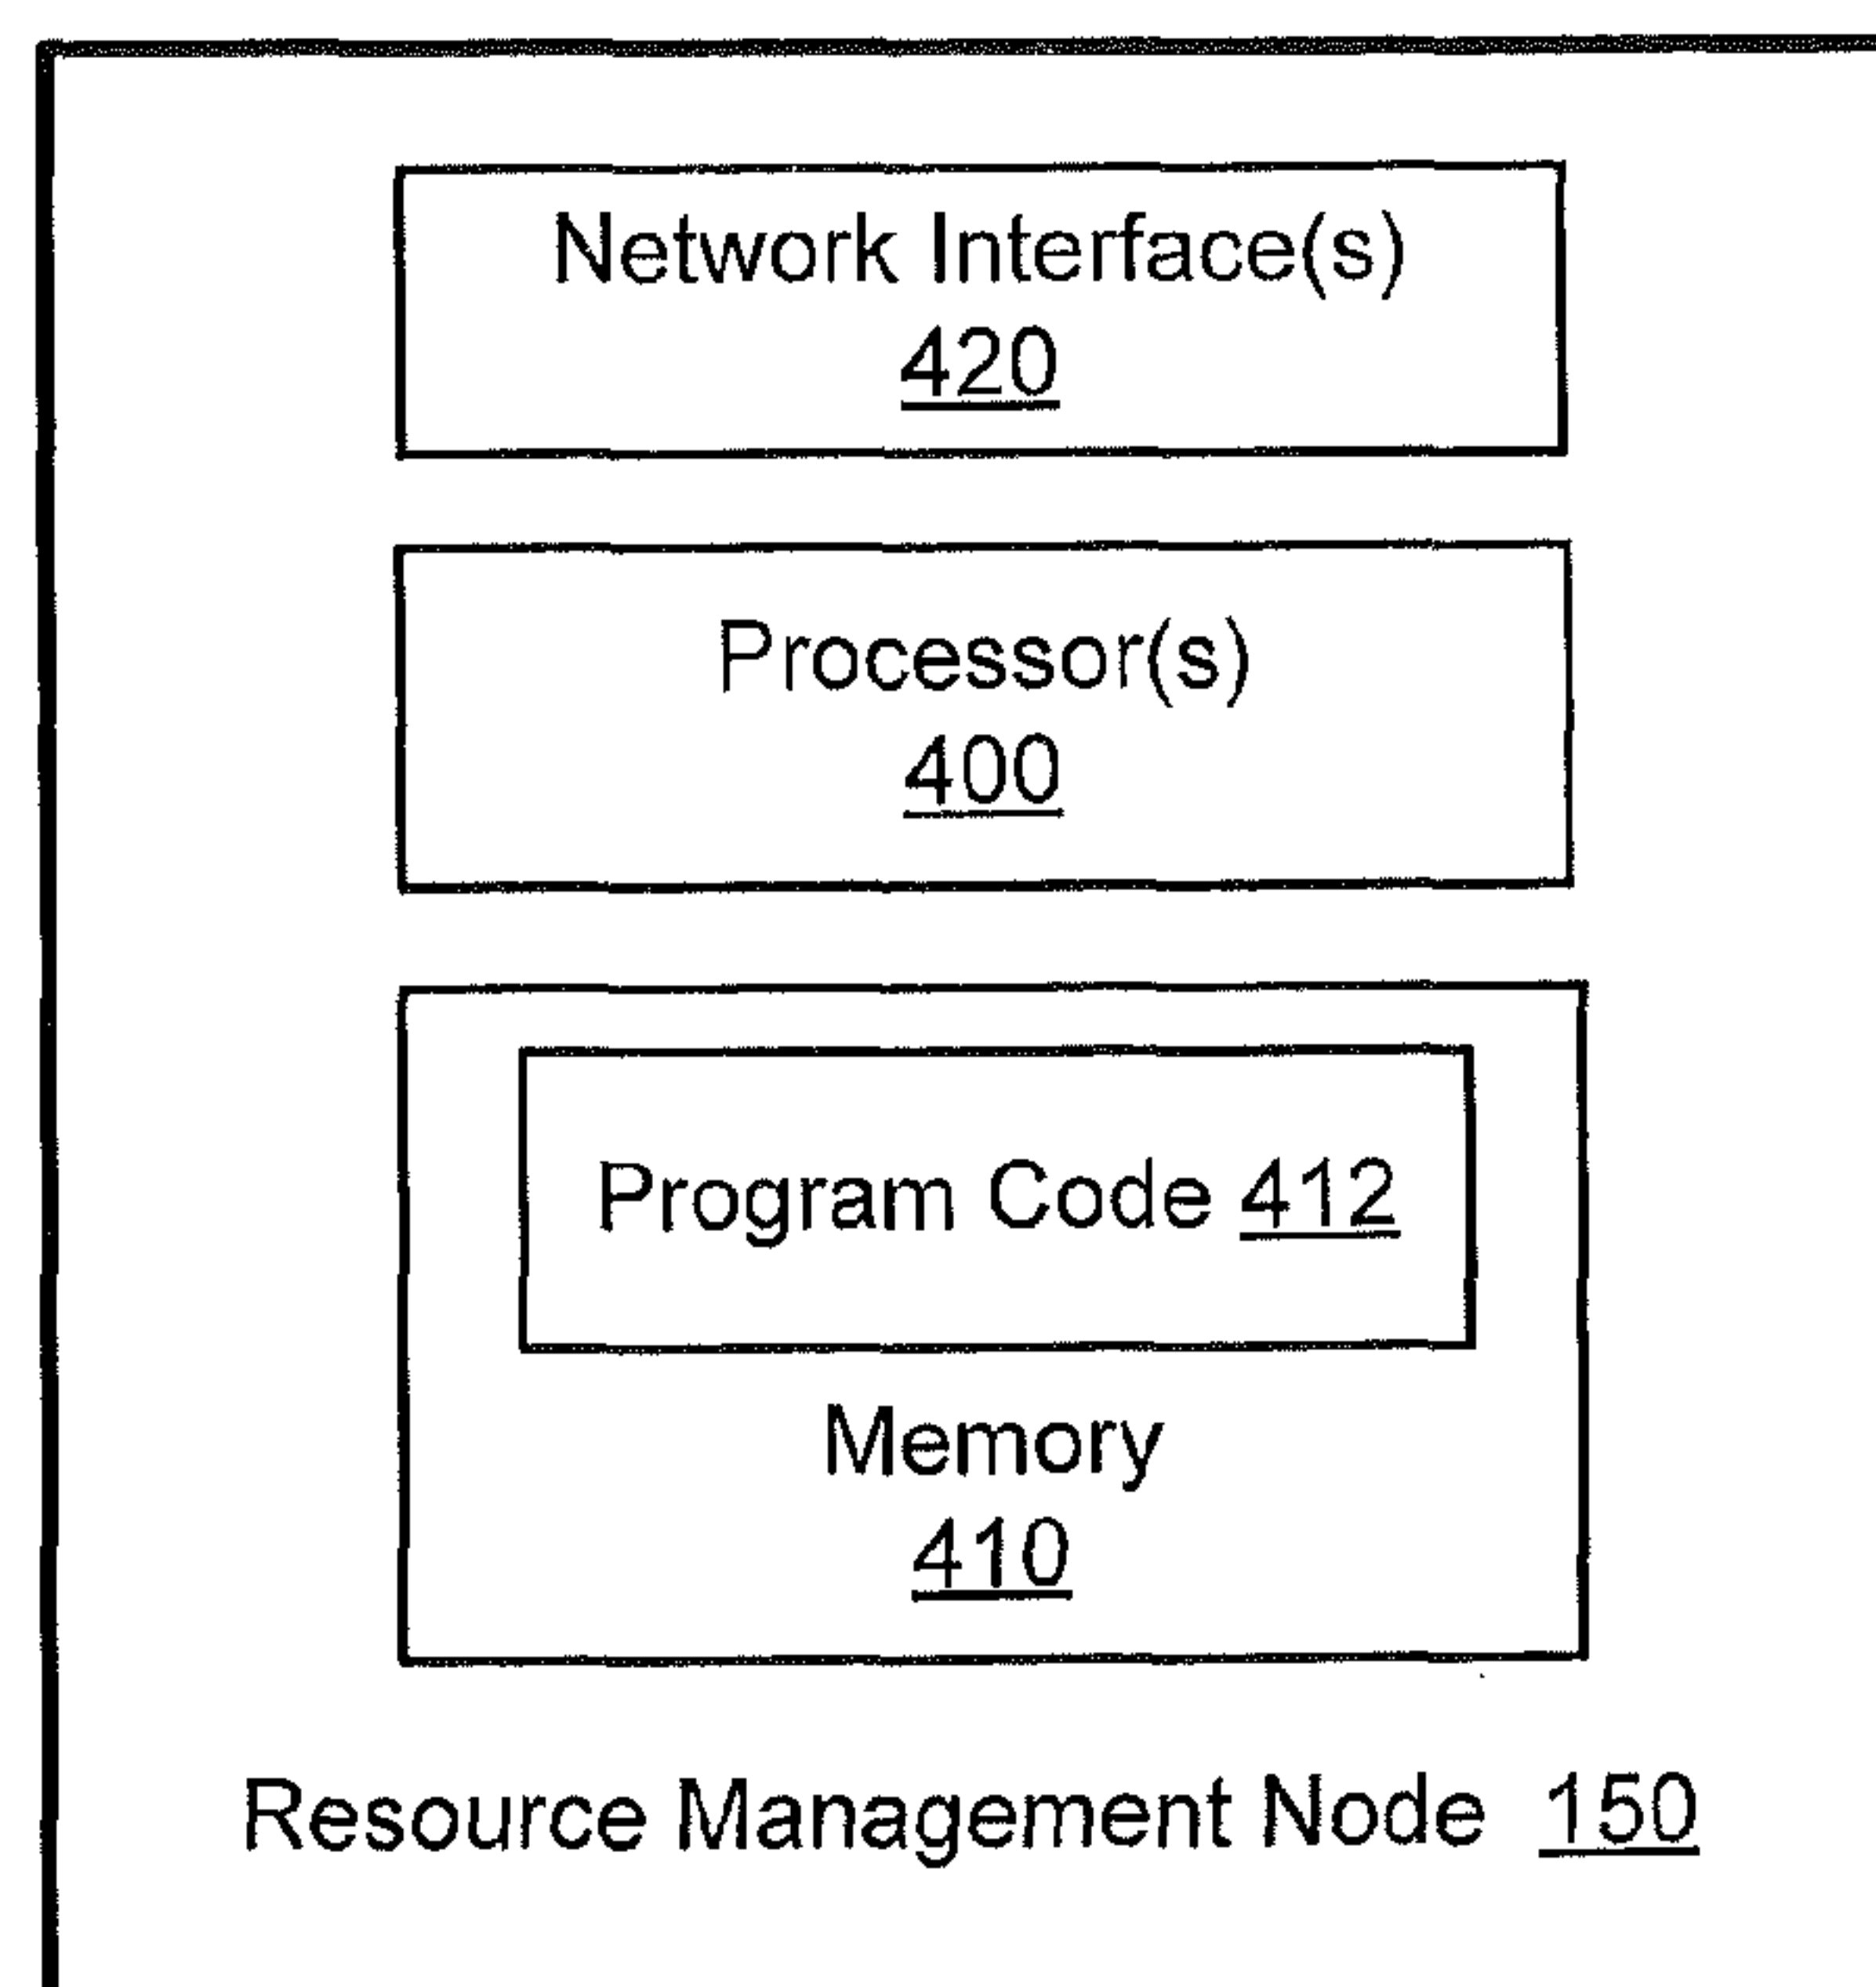 Network Interface(s)
420
Processor(s)
400
Program Code 412
Memory
410
Resource Management Node 150